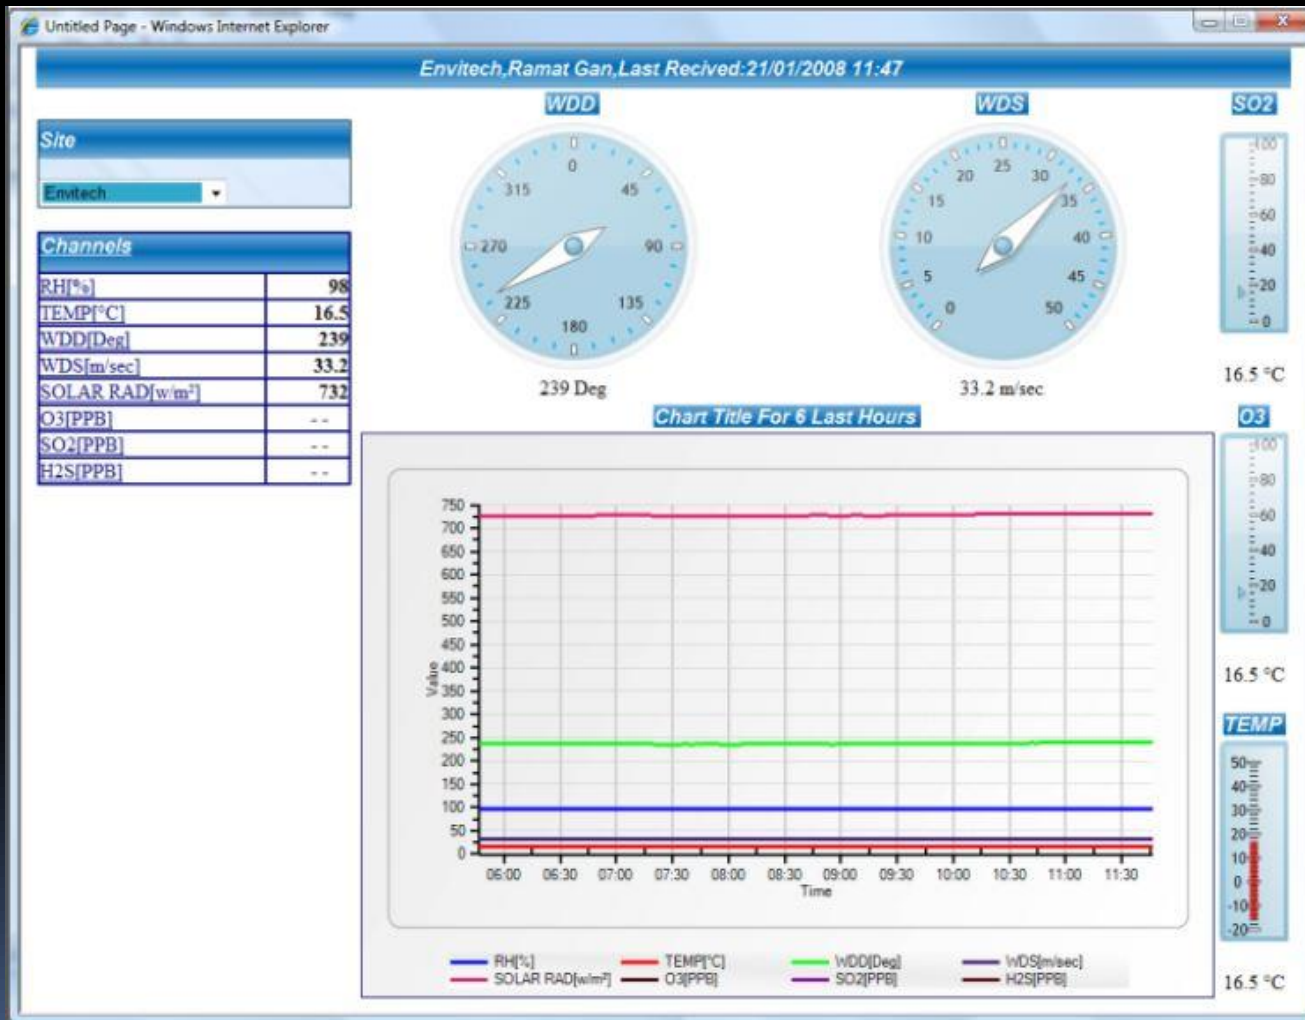 Untitled Page - Windows Internet Explorer
Envitech,Ramat Gan,Last Recived:21/01/2008 11:47
Site
Envitech
Channels
RH[%] 98
TEMP[°C] 16.5
WDD[Deg] 239
WDS[m/sec] 33.2
SOLAR RAD[w/m²] 732
O3[PPB] --
SO2[PPB] --
H2S[PPB] --
WDD
0
45
90
135
180
225
270
315
239 Deg
WDS
0
5
10
15
20
25
30
35
40
45
50
33.2 m/sec
SO2
100
80
60
40
20
0
16.5 °C
O3
100
80
60
40
20
0
16.5 °C
TEMP
50
40
30
20
10
0
-10
-20
16.5 °C
Chart Title For 6 Last Hours
Value
750
700
650
600
550
500
450
400
350
300
250
200
150
100
50
0
06:00 06:30 07:00 07:30 08:00 08:30 09:00 09:30 10:00 10:30 11:00 11:30
Time
RH[%] TEMP[°C] WDD[Deg] WDS[m/sec]
SOLAR RAD[w/m²] O3[PPB] SO2[PPB] H2S[PPB]